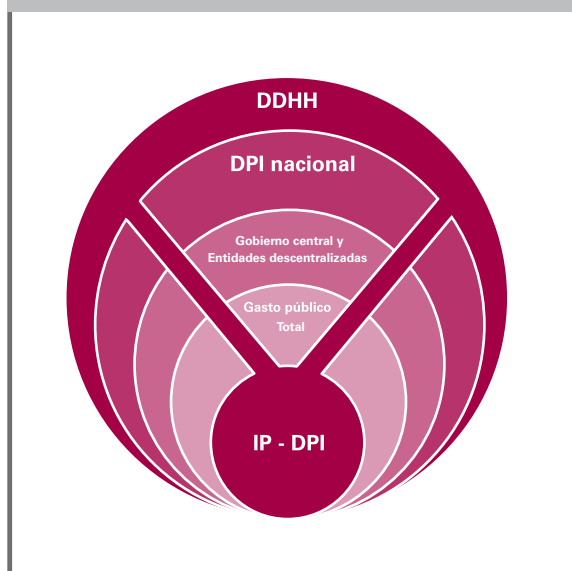 DDHH
DPI nacional
Gobierno central y
Entidades descentralizadas
Gasto público
Total
IP - DPI